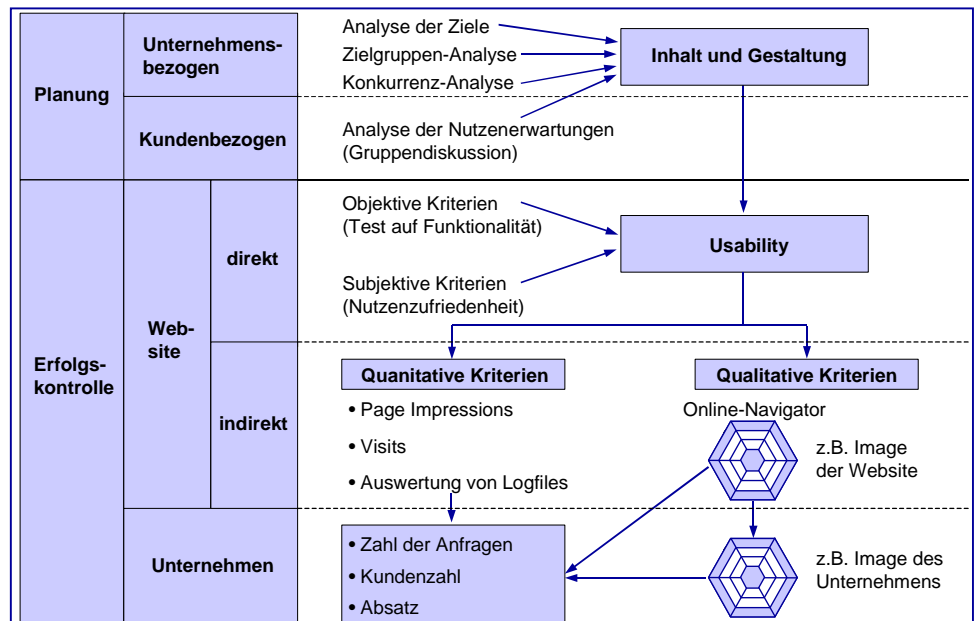 Planung
Unternehmens-
bezogen
Analyse der Ziele
Zielgruppen-Analyse
Konkurrenz-Analyse
Inhalt und Gestaltung
Kundenbezogen
Analyse der Nutzenerwartungen
(Gruppendiskussion)
Erfolgs-
kontrolle
Web-
site
direkt
Objektive Kriterien
(Test auf Funktionalität)
Subjektive Kriterien
(Nutzenzufriedenheit)
Usability
indirekt
Quanitative Kriterien
• Page Impressions
• Visits
• Auswertung von Logfiles
Qualitative Kriterien
Online-Navigator
z.B. Image
der Website
Unternehmen
• Zahl der Anfragen
• Kundenzahl
• Absatz
z.B. Image des
Unternehmens